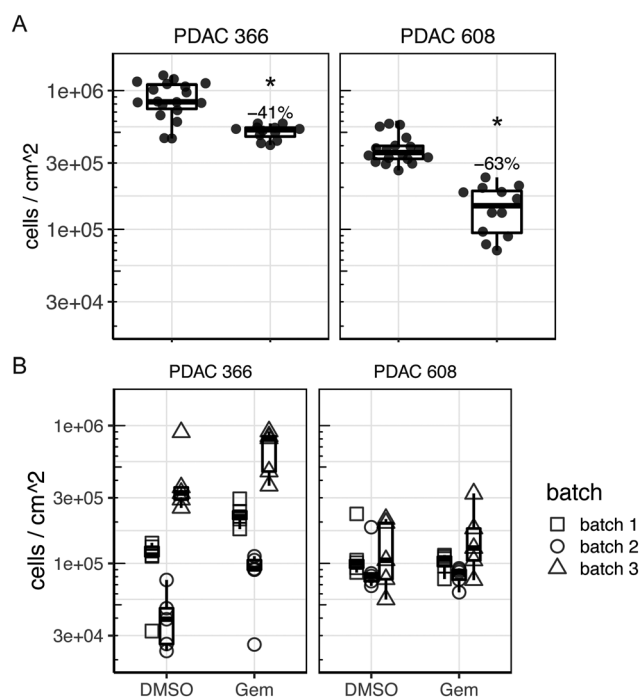 A
PDAC 366
PDAC 608
cells / cm^2
1e+06
3e+05
1e+05
3e+04
*
−41%
*
−63%
B
PDAC 366
PDAC 608
cells / cm^2
1e+06
3e+05
1e+05
3e+04
DMSO
Gem
DMSO
Gem
batch
batch 1
batch 2
batch 3